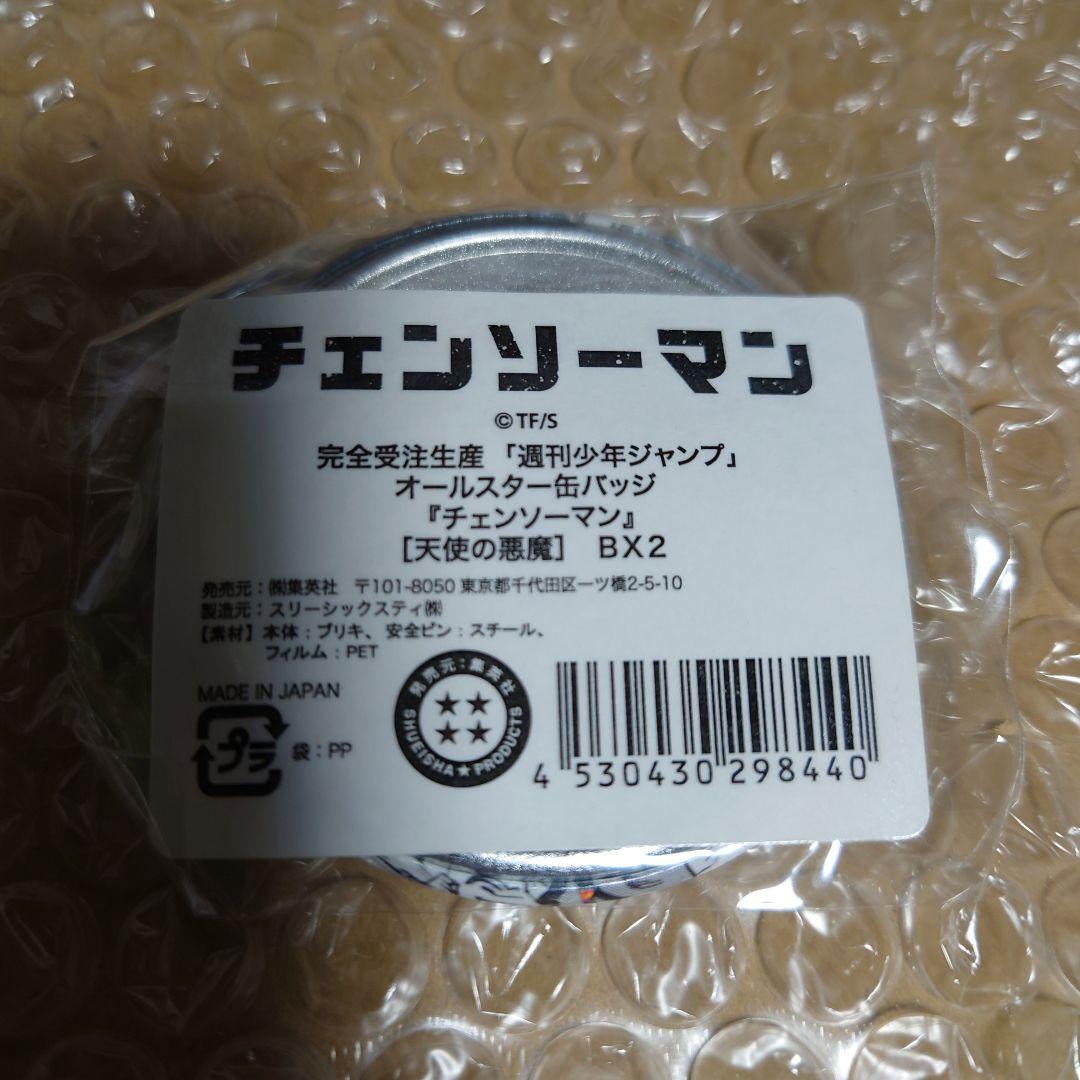 チェンソーマン
©TF/S
完全受注生産 「週刊少年ジャンプ」
オールスター缶バッジ
『チェンソーマン』
[天使の悪魔] BX2
発売元:㈱集英社 〒101-8050 東京都千代田区一ツ橋2-5-10
製造元:スリーシックスティ㈱
【素材】本体:ブリキ、安全ピン:スチール、
フィルム:PET
MADE IN JAPAN
プラ 袋:PP
発売元:集英社
SHUEISHA★PRODUCTS
4 530430 298440